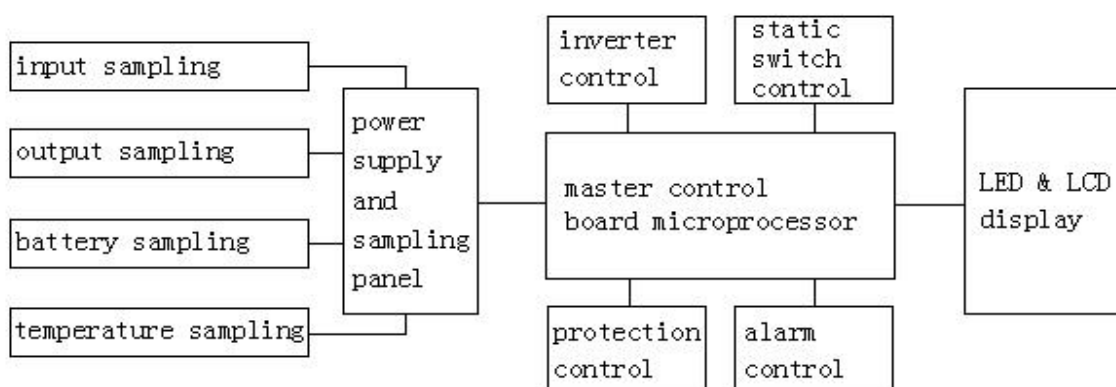 input sampling
output sampling
battery sampling
temperature sampling
power
supply
and
sampling
panel
inverter
control
static
switch
control
master control
board microprocessor
protection
control
alarm
control
LED & LCD
display